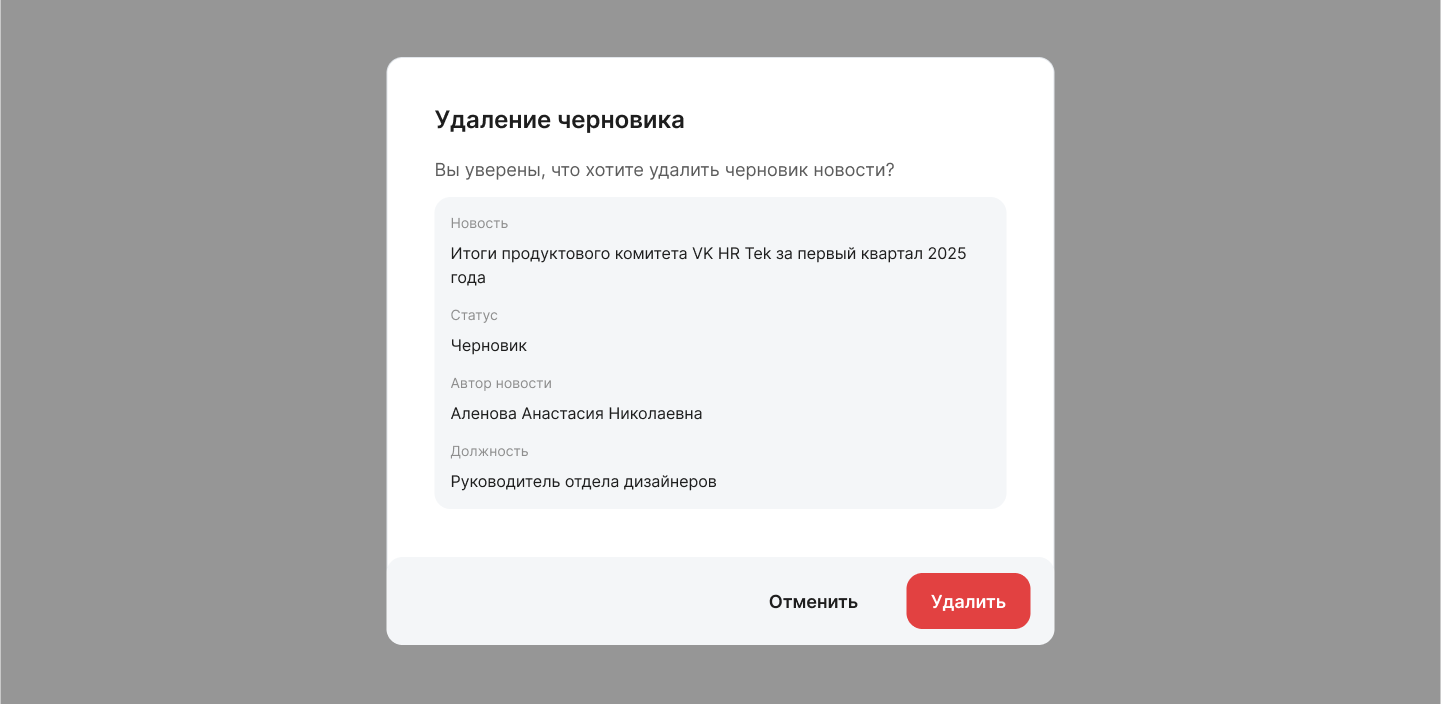 Удаление черновика
Вы уверены, что хотите удалить черновик новости?
Новость
Итоги продуктового комитета VK HR Tek за первый квартал 2025
года
Статус
Черновик
Автор новости
Аленова Анастасия Николаевна
Должность
Руководитель отдела дизайнеров
Отменить
Удалить